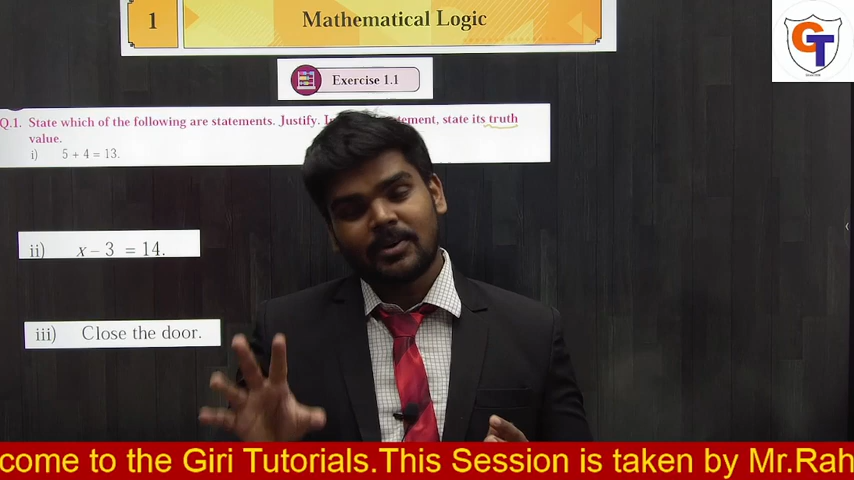 1 Mathematical Logic
GT
Exercise 1.1
Q.1. State which of the following are statements. Justify. state its truth
value.
i) 5 + 4 = 13.
ii) x – 3 = 14.
iii) Close the door.
come to the Giri Tutorials.This Session is taken by Mr.Rah